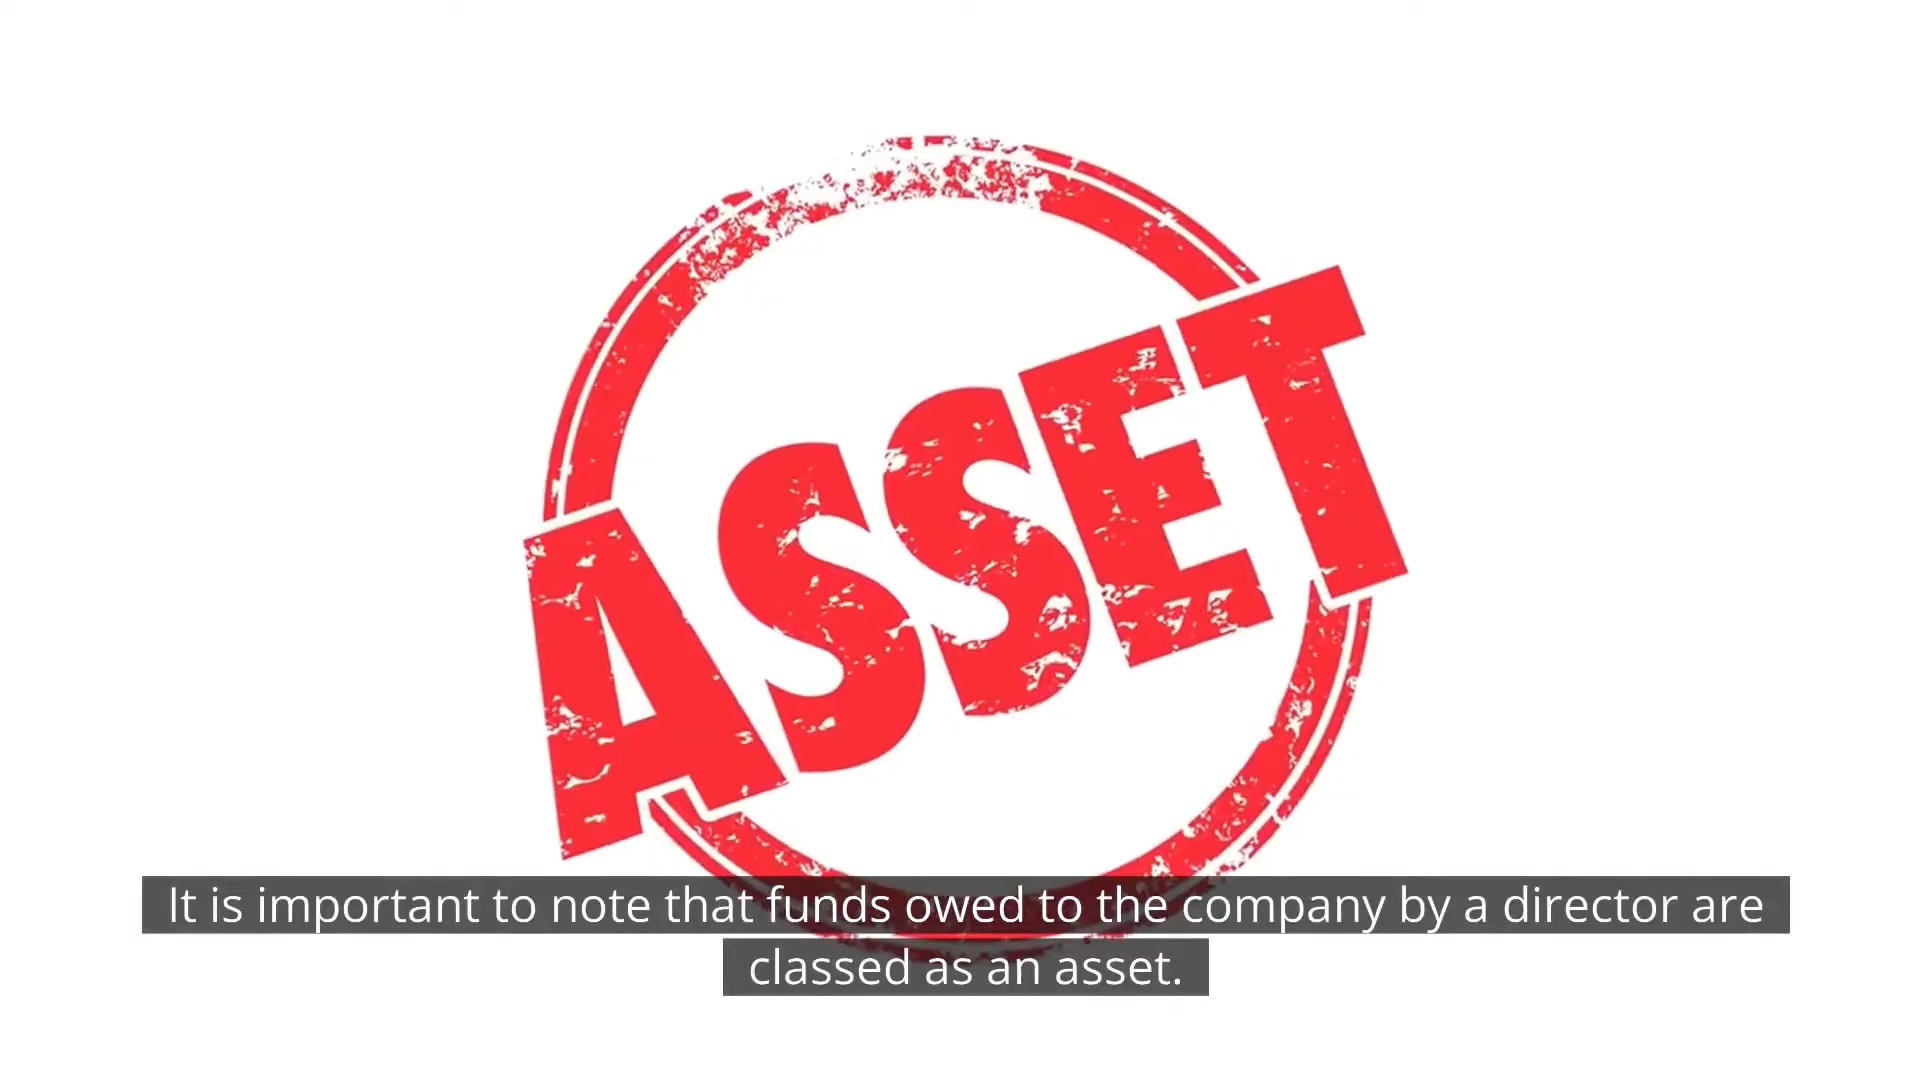 ASSET
It is important to note that funds owed to the company by a director are
classed as an asset.